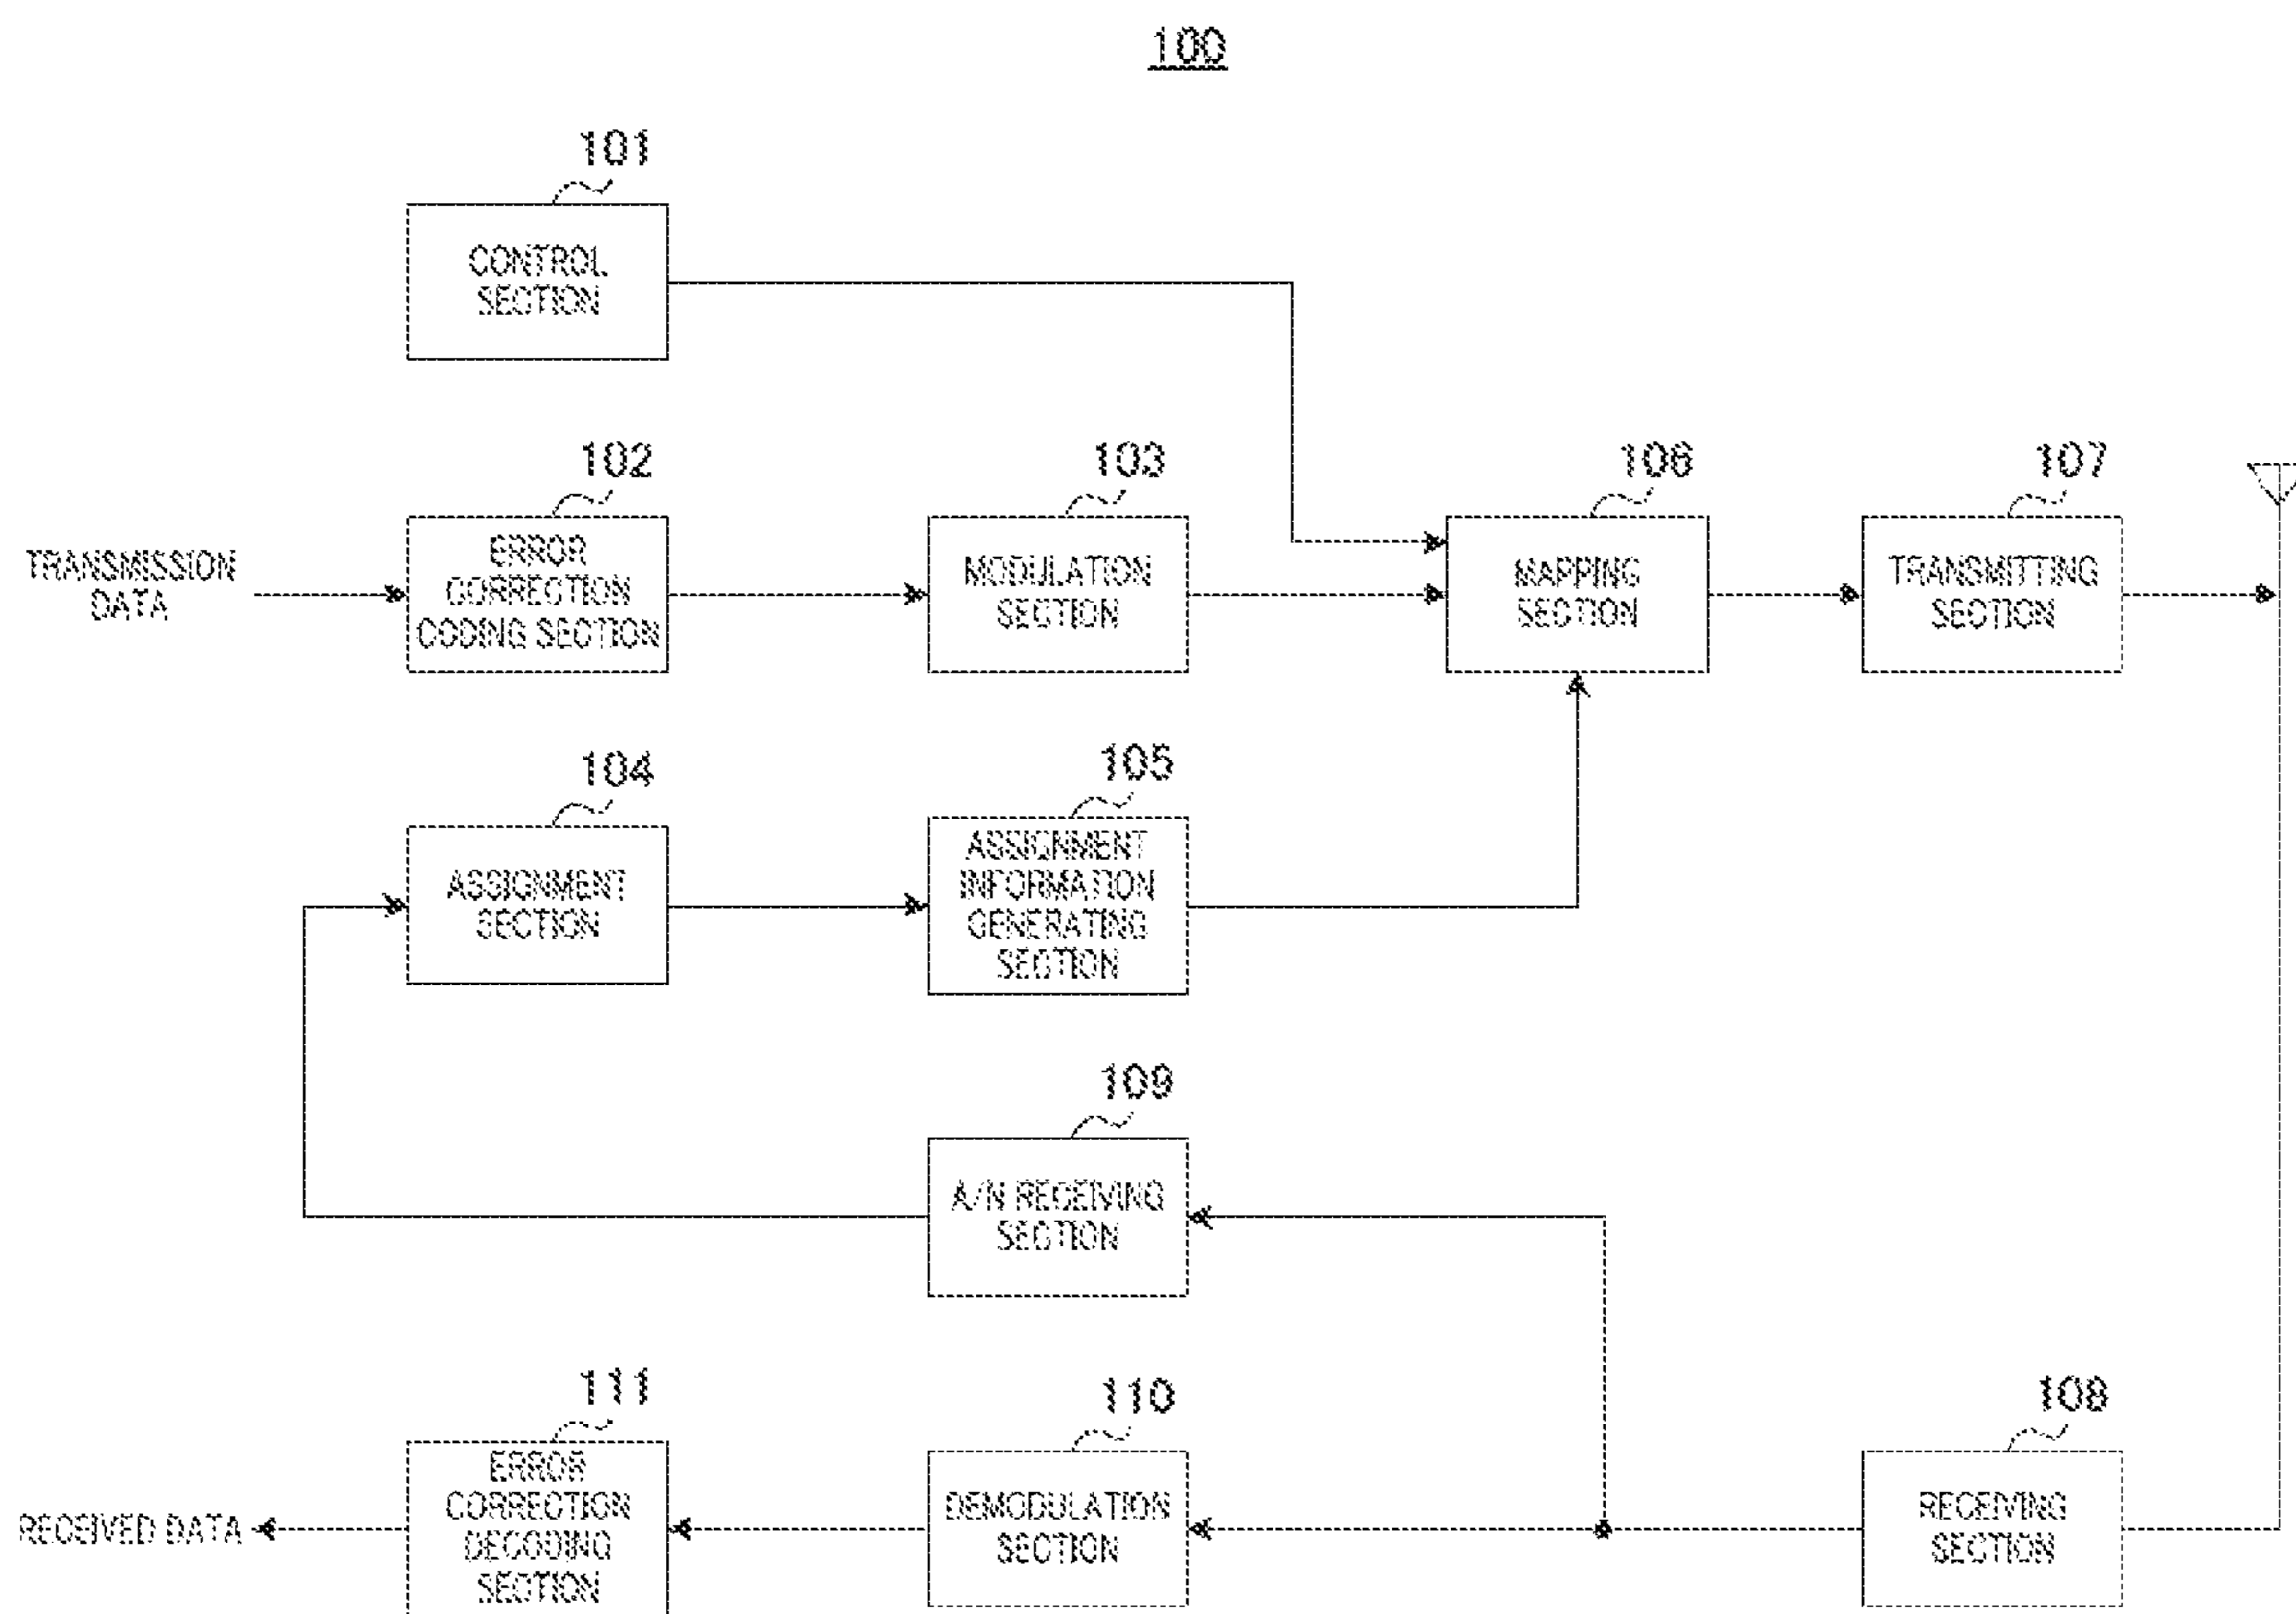 100
101
CONTROL
SECTION
102
103
106
107
TRANSMISSION
DATA
ERROR
CORRECTION
CODING SECTION
MODULATION
SECTION
MAPPING
SECTION
TRANSMITTING
SECTION
104
105
ASSIGNMENT
SECTION
ASSIGNMENT
INFORMATION
GENERATING
SECTION
109
A/N RECEIVING
SECTION
111
110
108
RECEIVED DATA
ERROR
CORRECTION
DECODING
SECTION
DEMODULATION
SECTION
RECEIVING
SECTION